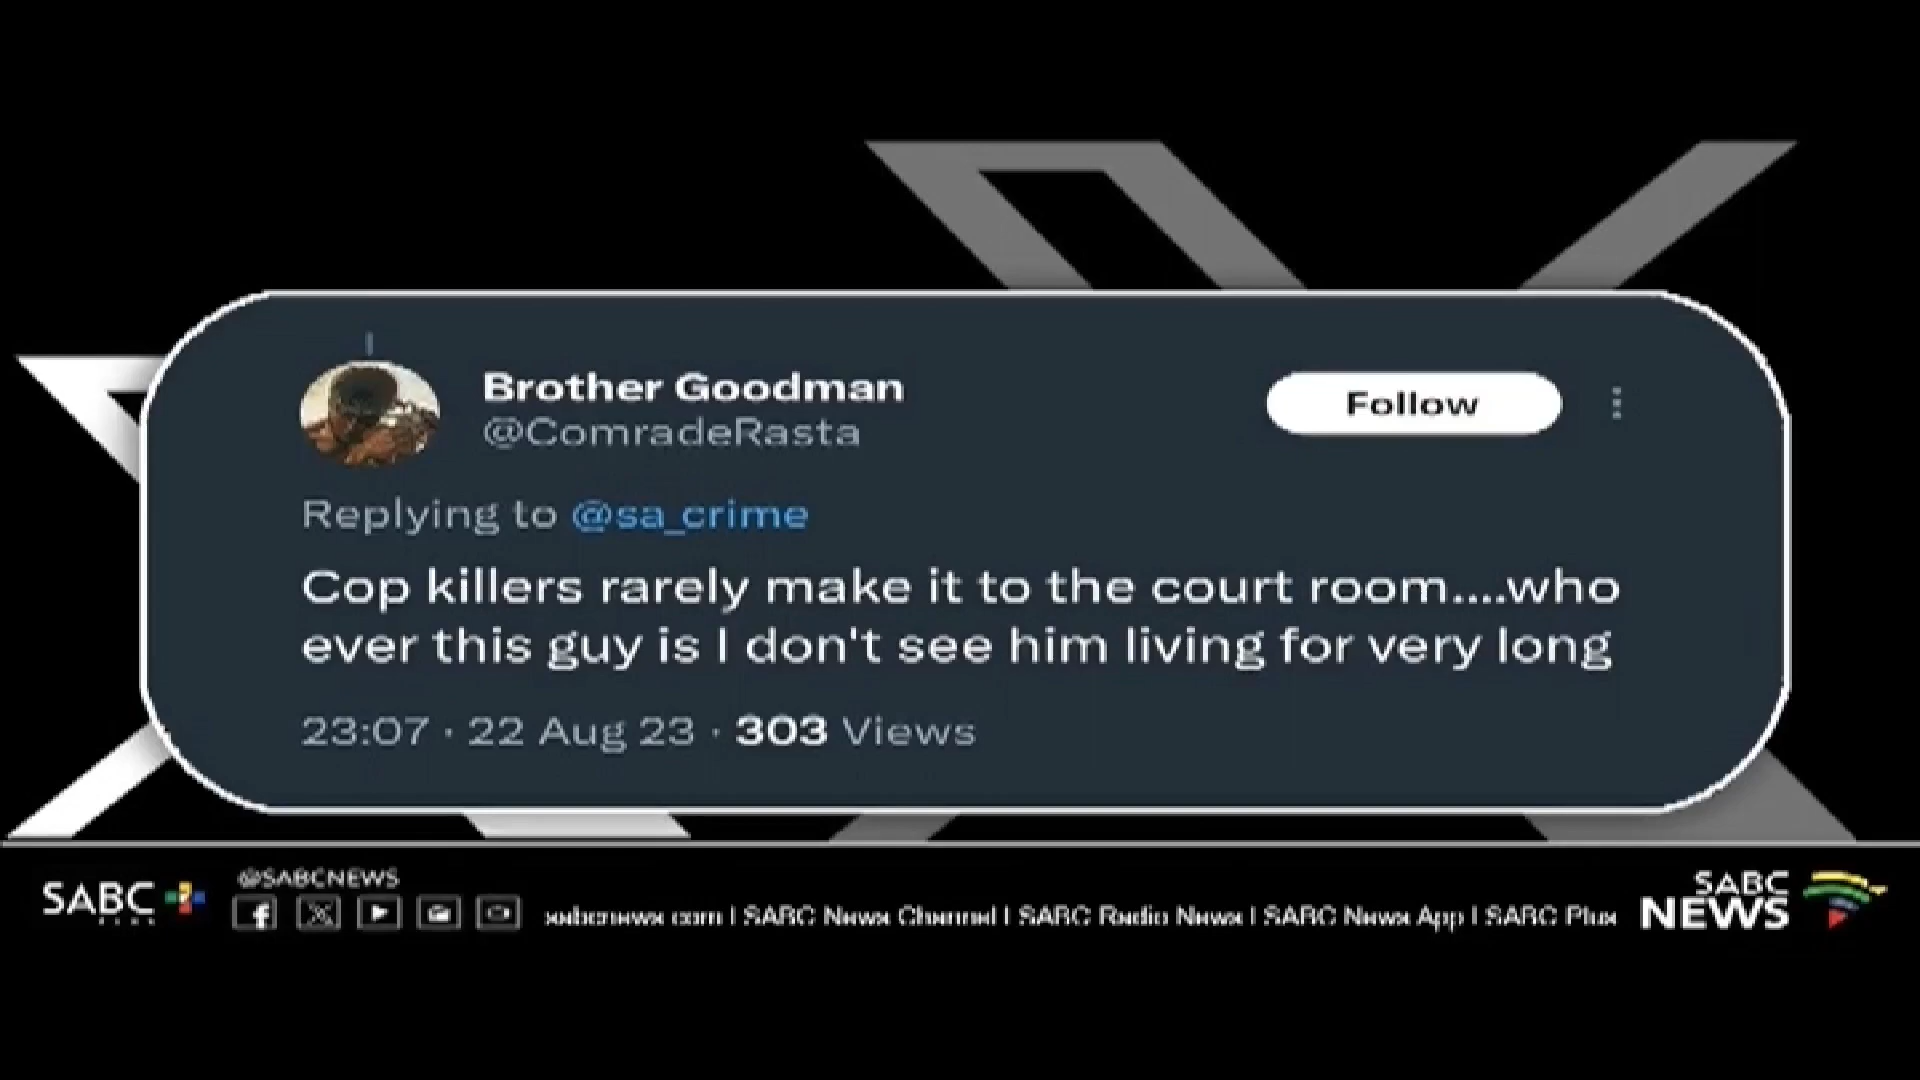 Brother Goodman
@ComradeRasta
Follow
Replying to @sa_crime
Cop killers rarely make it to the court room....who
ever this guy is I don't see him living for very long
23:07 · 22 Aug 23 · 303 Views
SABC
@SABCNEWS
sabcnews.com | SABC News Channel | SABC Radio News | SABC News App | SABC Plus
SABC
NEWS